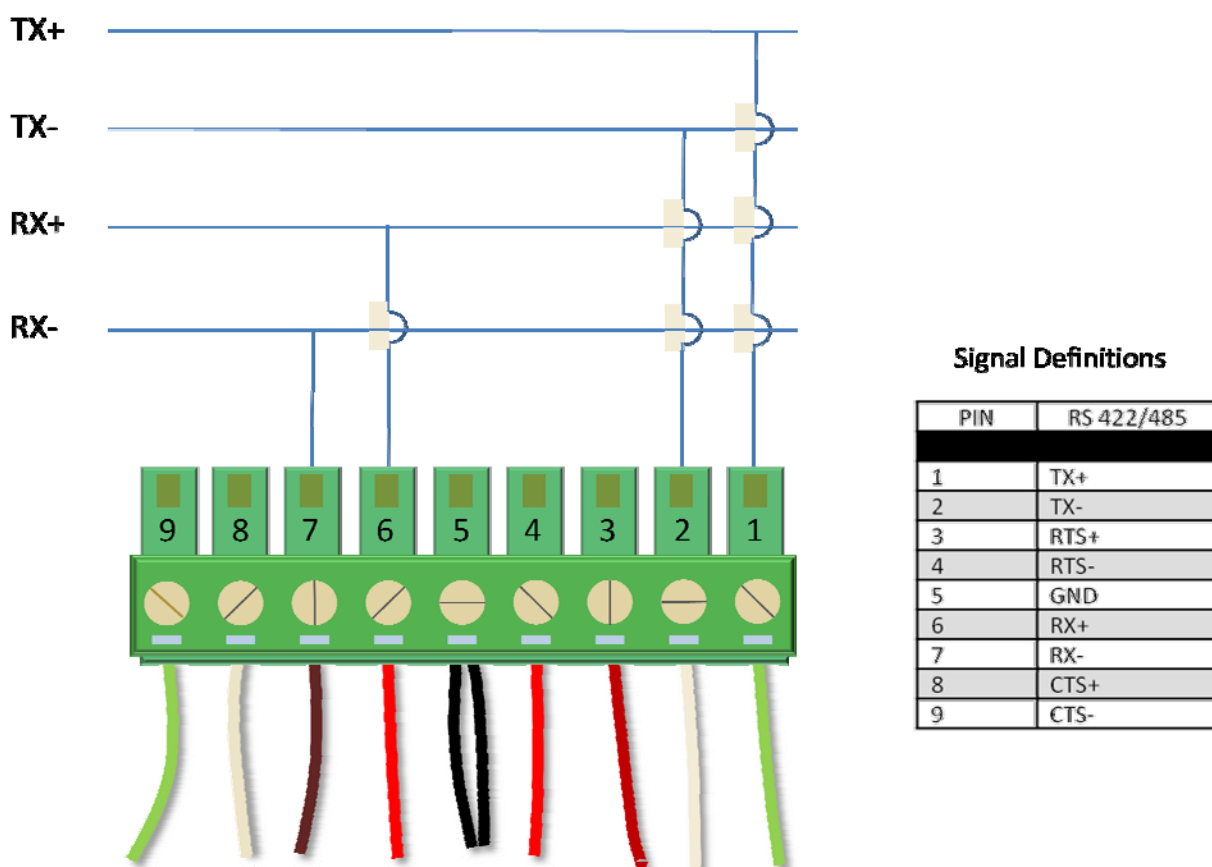 TX+
TX-
RX+
RX-
9 8 7 6 5 4 3 2 1
Signal Definitions
PIN RS 422/485
1 TX+
2 TX-
3 RTS+
4 RTS-
5 GND
6 RX+
7 RX-
8 CTS+
9 CTS-